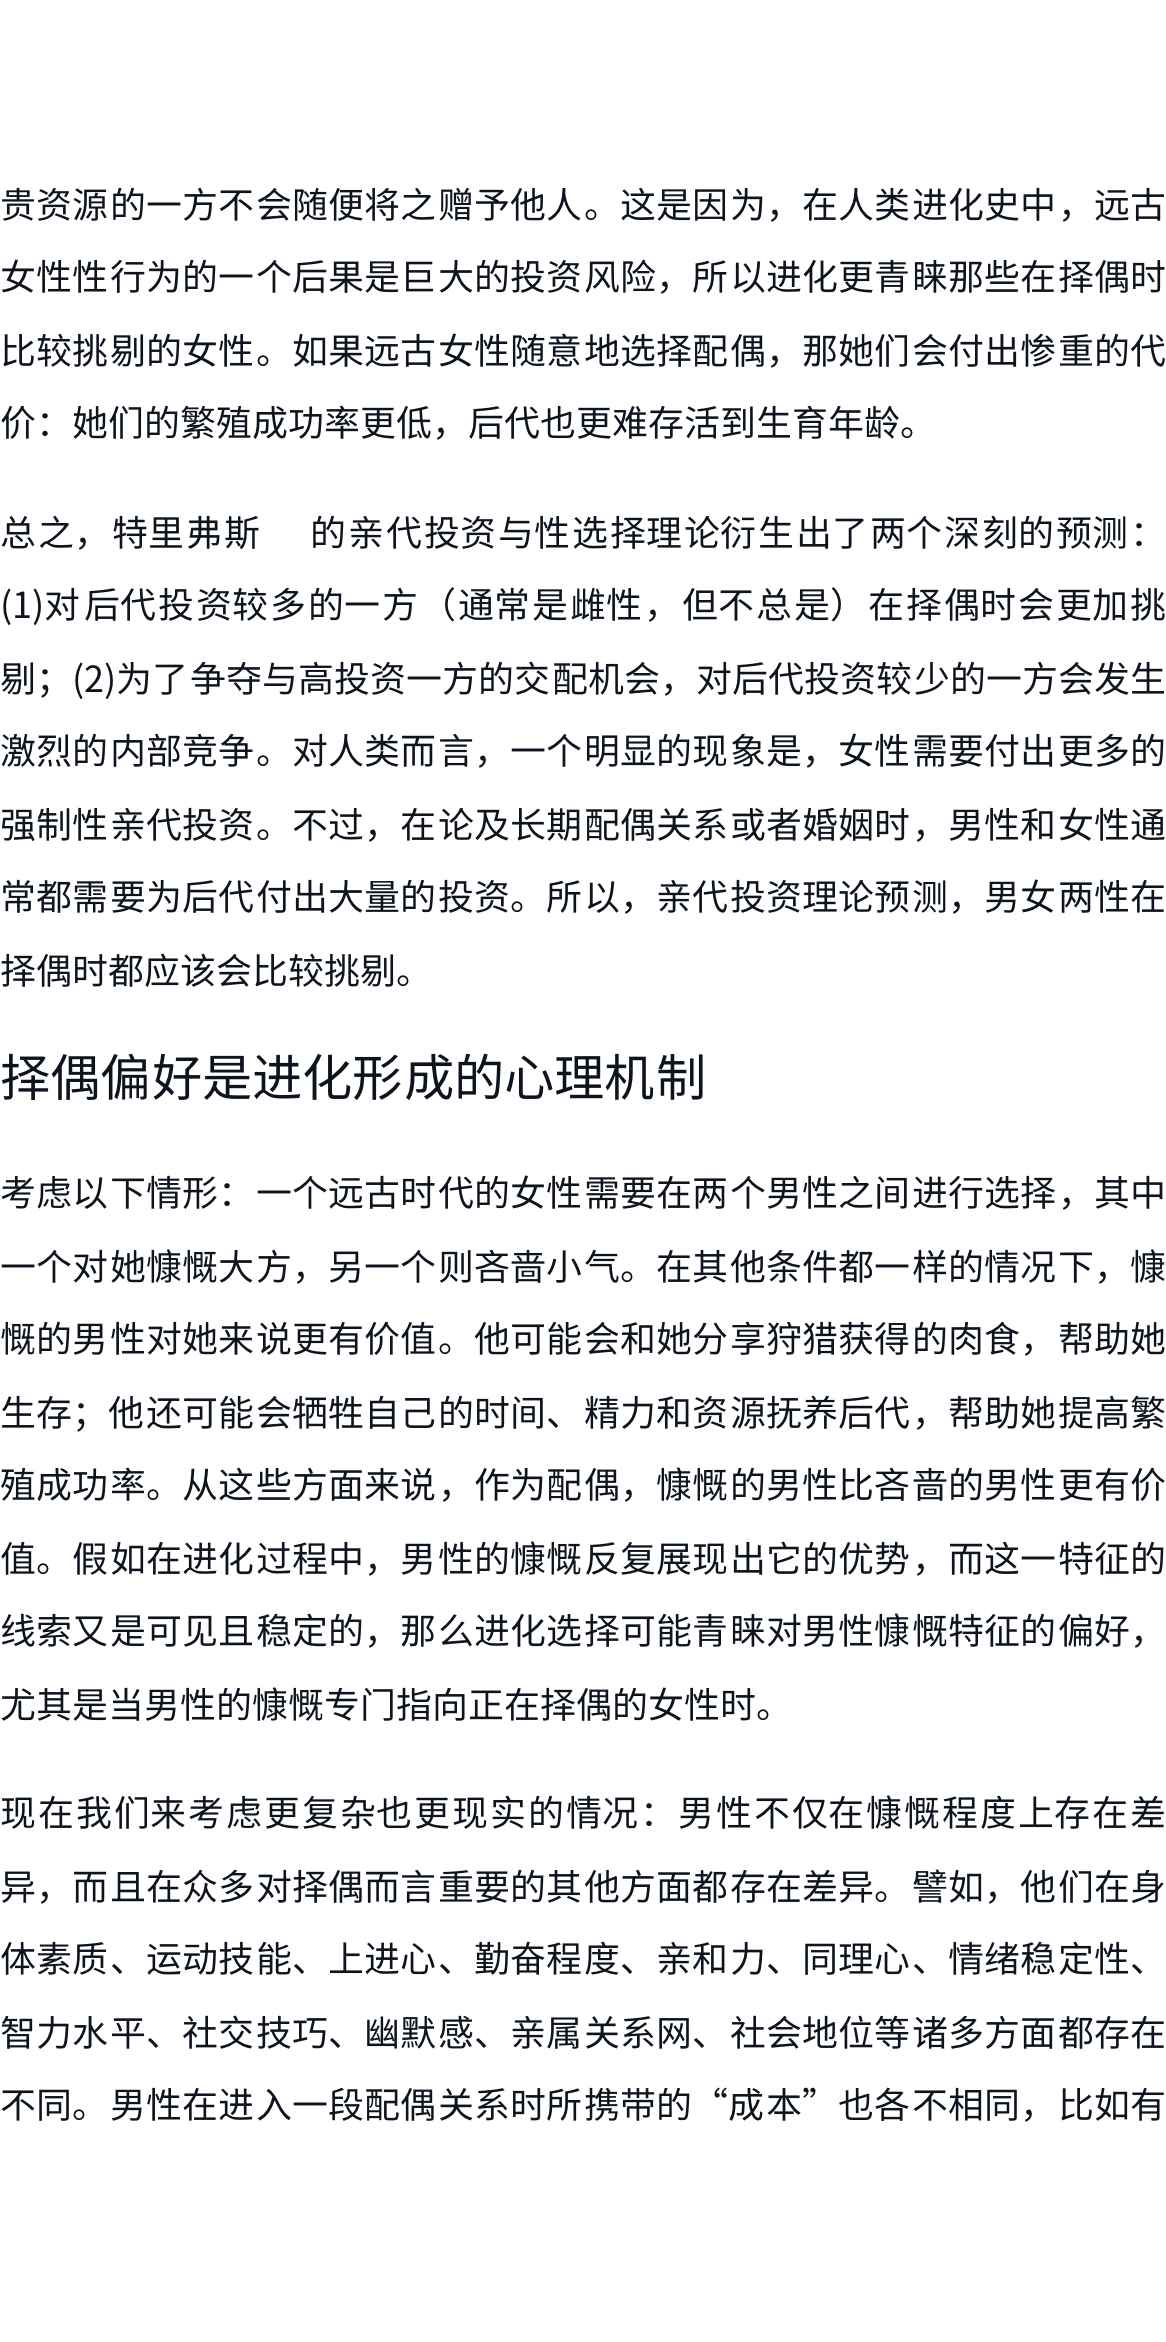 贵资源的一方不会随便将之赠予他人。这是因为，在人类进化史中，远古
女性性行为的一个后果是巨大的投资风险，所以进化更青睐那些在择偶时
比较挑剔的女性。如果远古女性随意地选择配偶，那她们会付出惨重的代
价：她们的繁殖成功率更低，后代也更难存活到生育年龄。
总之，特里弗斯 的亲代投资与性选择理论衍生出了两个深刻的预测：
(1)对后代投资较多的一方（通常是雌性，但不总是）在择偶时会更加挑
剔；(2)为了争夺与高投资一方的交配机会，对后代投资较少的一方会发生
激烈的内部竞争。对人类而言，一个明显的现象是，女性需要付出更多的
强制性亲代投资。不过，在论及长期配偶关系或者婚姻时，男性和女性通
常都需要为后代付出大量的投资。所以，亲代投资理论预测，男女两性在
择偶时都应该会比较挑剔。
择偶偏好是进化形成的心理机制
考虑以下情形：一个远古时代的女性需要在两个男性之间进行选择，其中
一个对她慷慨大方，另一个则吝啬小气。在其他条件都一样的情况下，慷
慨的男性对她来说更有价值。他可能会和她分享狩猎获得的肉食，帮助她
生存；他还可能会牺牲自己的时间、精力和资源抚养后代，帮助她提高繁
殖成功率。从这些方面来说，作为配偶，慷慨的男性比吝啬的男性更有价
值。假如在进化过程中，男性的慷慨反复展现出它的优势，而这一特征的
线索又是可见且稳定的，那么进化选择可能青睐对男性慷慨特征的偏好，
尤其是当男性的慷慨专门指向正在择偶的女性时。
现在我们来考虑更复杂也更现实的情况：男性不仅在慷慨程度上存在差
异，而且在众多对择偶而言重要的其他方面都存在差异。譬如，他们在身
体素质、运动技能、上进心、勤奋程度、亲和力、同理心、情绪稳定性、
智力水平、社交技巧、幽默感、亲属关系网、社会地位等诸多方面都存在
不同。男性在进入一段配偶关系时所携带的“成本”也各不相同，比如有